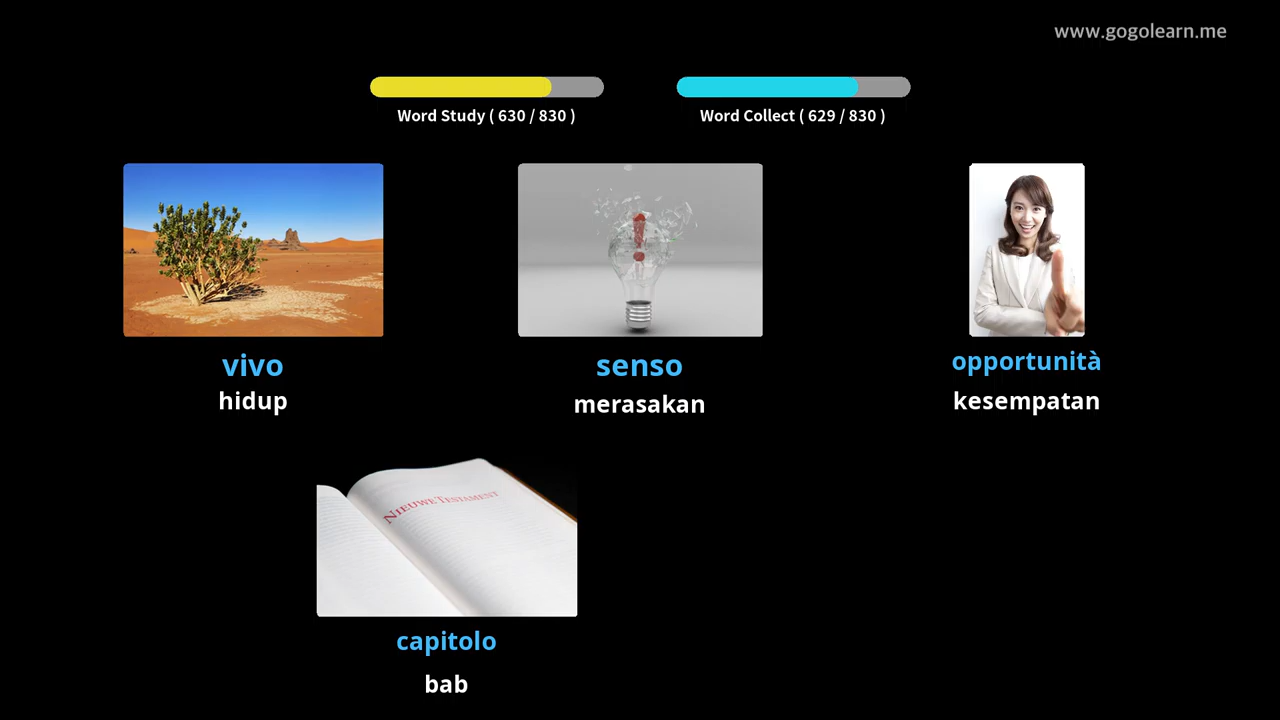 www.gogolearn.me
Word Study ( 630 / 830 )
Word Collect ( 629 / 830 )
vivo
hidup
senso
merasakan
opportunità
kesempatan
NIEUWE TESTAMENT
capitolo
bab